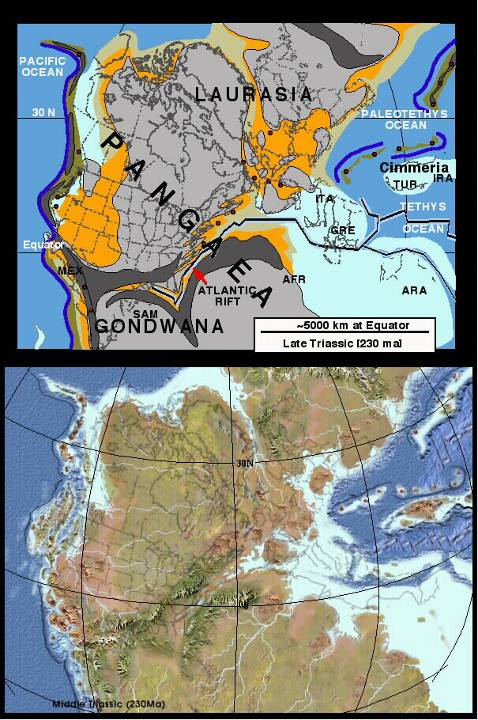 PACIFIC
OCEAN
LAURASIA
30 N
PALEOTETHYS
OCEAN
PANGAEA
Cimmeria
TUR
IRA
ITA
TETHYS
OCEAN
GRE
Equator
MEX
AFR
ATLANTIC
RIFT
ARA
SAM
GONDWANA
~5000 km at Equator
Late Triassic (230 ma)
30N
Middle Triassic (230Ma)